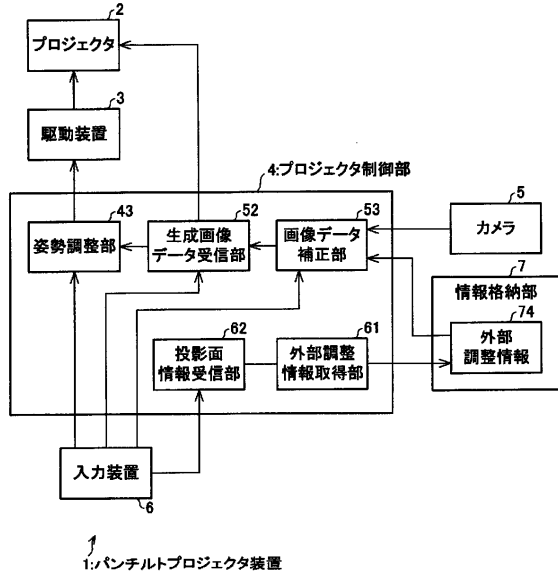 2
プロジェクタ
3
駆動装置
4:プロジェクタ制御部
43
姿勢調整部
52
生成画像
データ受信部
53
画像データ
補正部
5
カメラ
7
情報格納部
74
外部
調整情報
62
投影面
情報受信部
61
外部調整
情報取得部
入力装置
6
1:パンチルトプロジェクタ装置